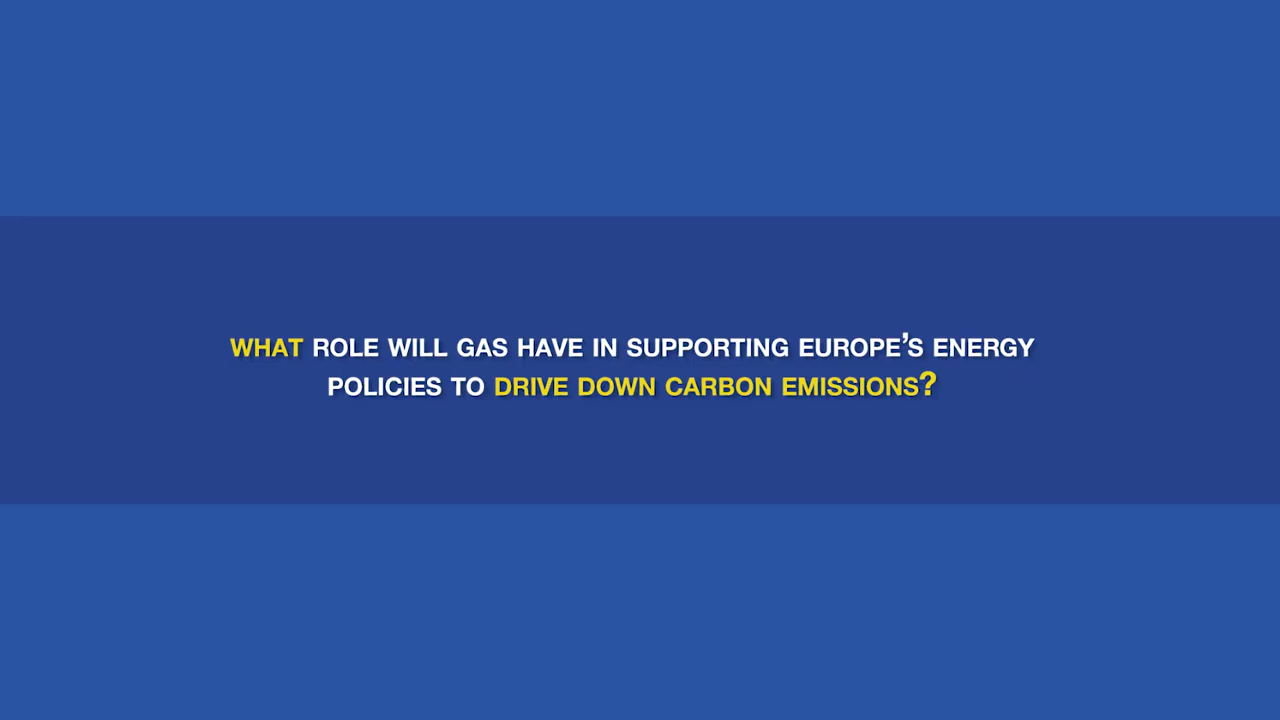 WHAT ROLE WILL GAS HAVE IN SUPPORTING EUROPE'S ENERGY
POLICIES TO DRIVE DOWN CARBON EMISSIONS?